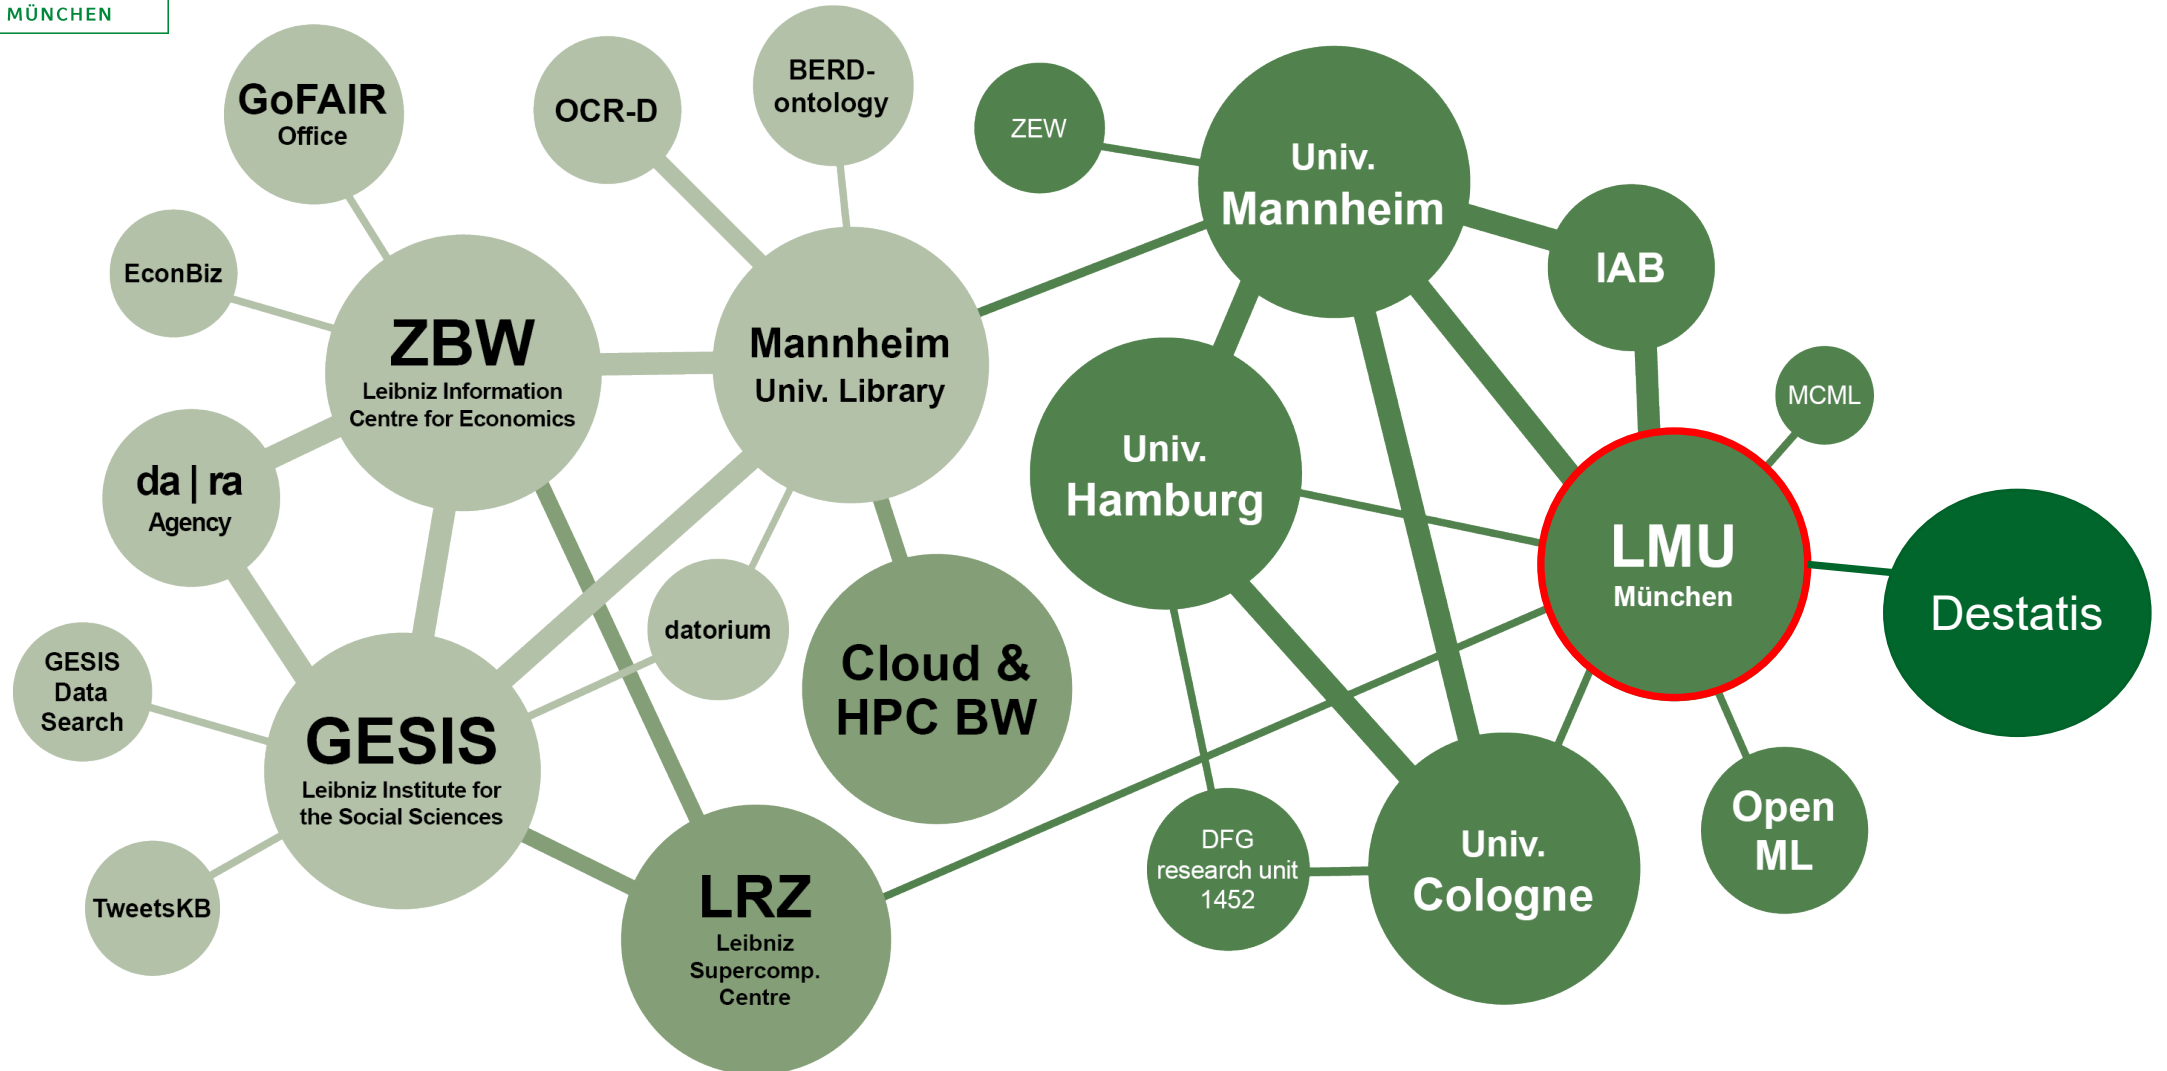 MÜNCHEN
GoFAIR
Office
OCR-D
BERD-
ontology
ZEW
Univ.
Mannheim
EconBiz
IAB
ZBW
Leibniz Information
Centre for Economics
Mannheim
Univ. Library
MCML
da | ra
Agency
Univ.
Hamburg
LMU
München
Destatis
datorium
GESIS
Data
Search
Cloud &
HPC BW
GESIS
Leibniz Institute for
the Social Sciences
TweetsKB
LRZ
Leibniz
Supercomp.
Centre
DFG
research unit
1452
Univ.
Cologne
Open
ML